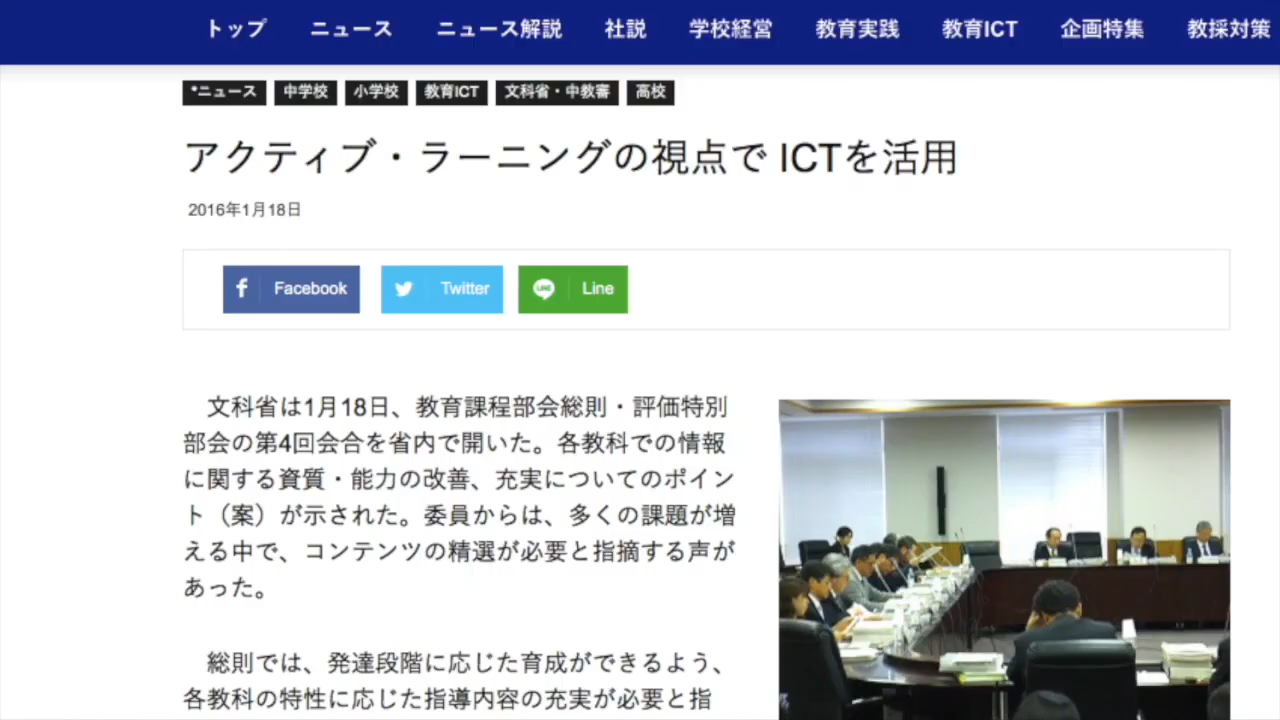 トップ ニュース ニュース解説 社説 学校経営 教育実践 教育ICT 企画特集 教採対策
*ニュース 中学校 小学校 教育ICT 文科省・中教審 高校
アクティブ・ラーニングの視点で ICTを活用
2016年1月18日
Facebook Twitter Line
文科省は1月18日、教育課程部会総則・評価特別
部会の第4回会合を省内で開いた。各教科での情報
に関する資質・能力の改善、充実についてのポイン
ト（案）が示された。委員からは、多くの課題が増
える中で、コンテンツの精選が必要と指摘する声が
あった。
総則では、発達段階に応じた育成ができるよう、
各教科の特性に応じた指導内容の充実が必要と指